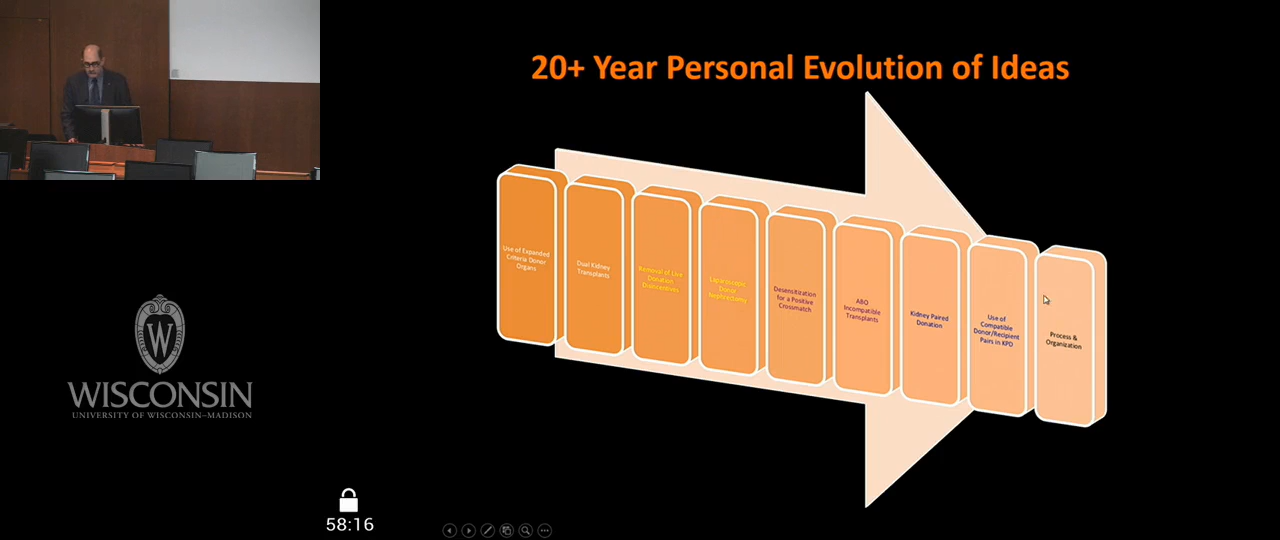 20+ Year Personal Evolution of Ideas
Use of Expanded
Criteria Donor
Organs
Dual Kidney
Transplants
Removal of Live
Donation
Disincentives
Laparoscopic
Donor
Nephrectomy
Desensitization
for a Positive
Crossmatch
ABO
Incompatible
Transplants
Kidney Paired
Donation
Use of
Compatible
Donor/Recipient
Pairs in KPD
Process &
Organization
W
WISCONSIN
UNIVERSITY OF WISCONSIN–MADISON
58:16